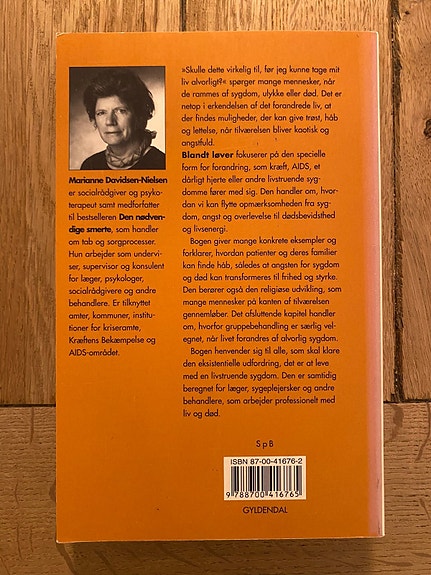 Marianne Davidsen-Nielsen
er socialrådgiver og psyko-
terapeut samt medforfatter
til bestselleren Den nødven-
dige smerte, som handler
om tab og sorgprocesser.
Hun arbejder som undervi-
ser, supervisor og konsulent
for læger, psykologer,
socialrådgivere og andre
behandlere. Er tilknyttet
amter, kommuner, institu-
tioner for kriseramte,
Kræftens Bekæmpelse og
AIDS-området.
»Skulle dette virkelig til, før jeg kunne tage mit
liv alvorligt?« spørger mange mennesker, når
de rammes af sygdom, ulykke eller død. Det er
netop i erkendelsen af det forandrede liv, at
der findes muligheder, der kan give trøst, håb
og lettelse, når tilværelsen bliver kaotisk og
angstfuld.
Blandt løver fokuserer på den specielle
form for forandring, som kræft, AIDS, et
dårligt hjerte eller andre livstruende syg-
domme fører med sig. Den handler om, hvor-
dan vi kan flytte opmærksomheden fra syg-
dom, angst og overlevelse til dødsbevidsthed
og livsenergi.
Bogen giver mange konkrete eksempler og
forklarer, hvordan patienter og deres familier
kan finde håb, således at angsten for sygdom
og død kan transformeres til frihed og styrke.
Den berører også den religiøse udvikling, som
mange mennesker på kanten af tilværelsen
gennemløber. Det afsluttende kapitel handler
om, hvorfor gruppebehandling er særlig vel-
egnet, når livet forandres af alvorlig sygdom.
Bogen henvender sig til alle, som skal klare
den eksistentielle udfordring, det er at leve
med en livstruende sygdom. Den er samtidig
beregnet for læger, sygeplejersker og andre
behandlere, som arbejder professionelt med
liv og død.
S p B
ISBN 87-00-41676-2
9 788700 416765
GYLDENDAL